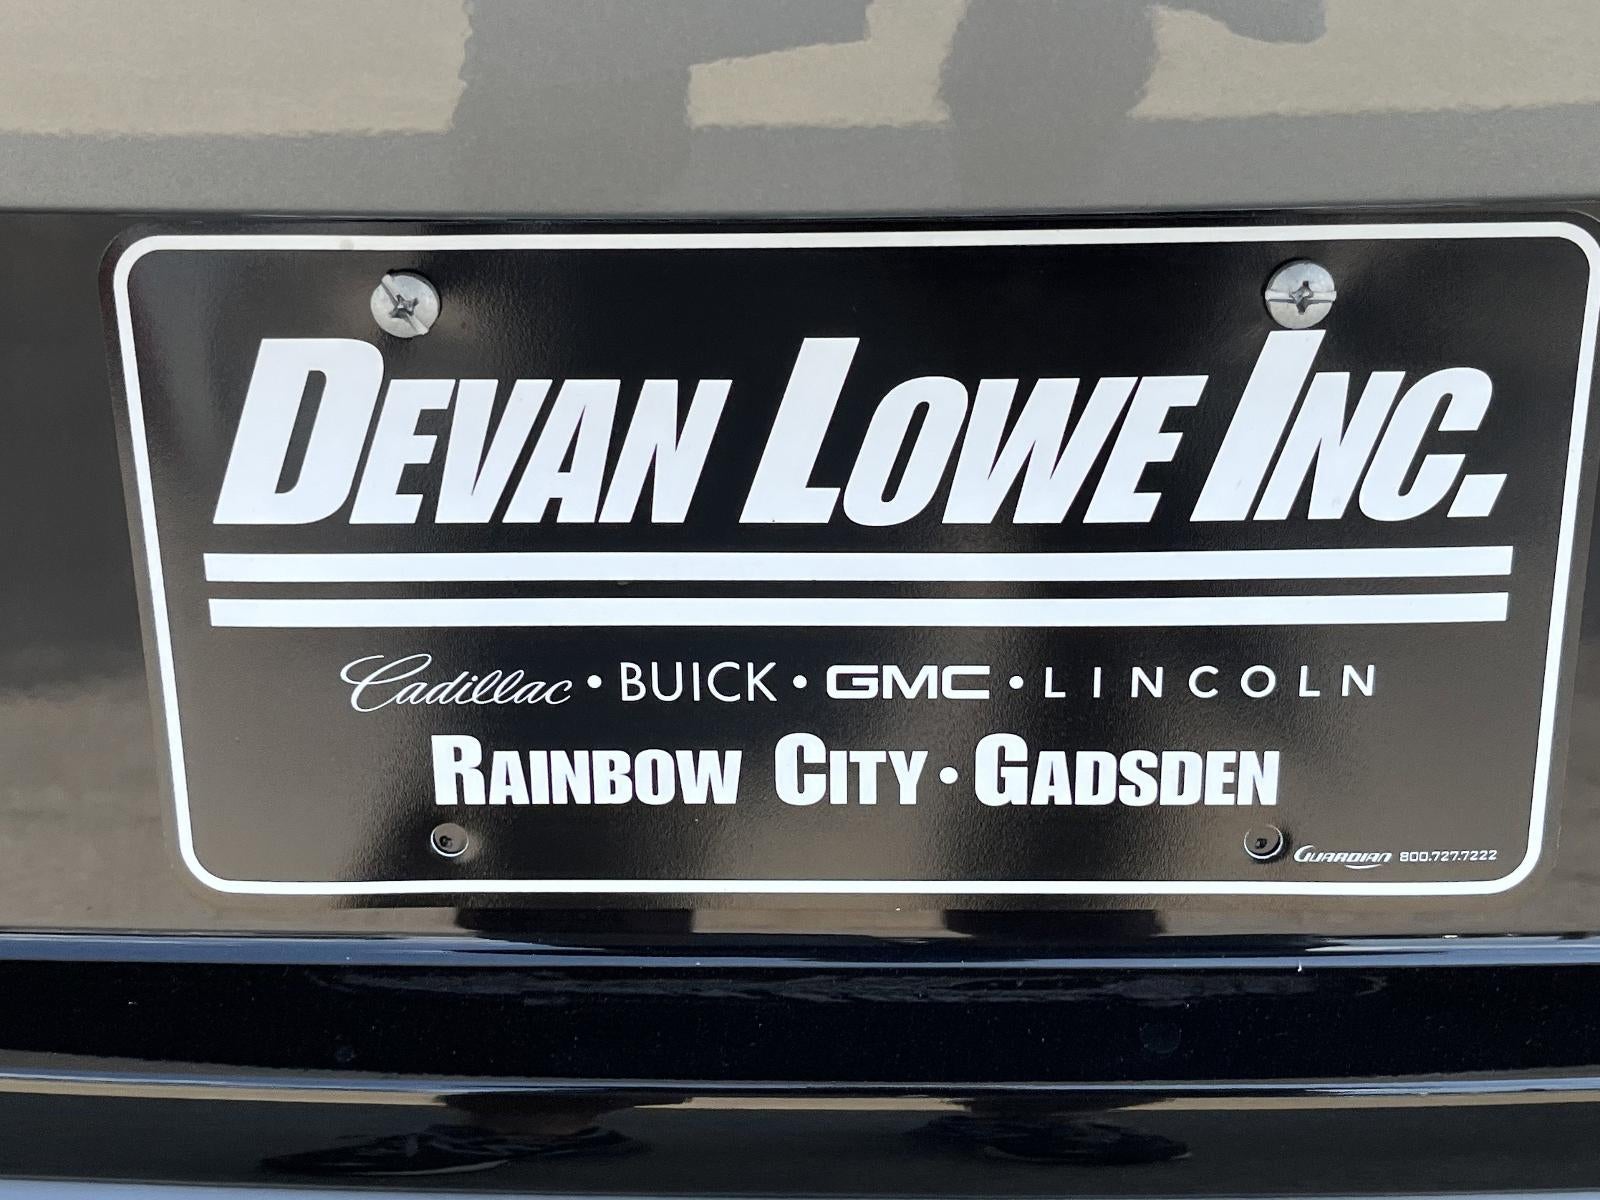 DEVAN LOWE INC.
Cadillac • BUICK • GMC • LINCOLN
RAINBOW CITY • GADSDEN
GUARDIAN 800.727.7222